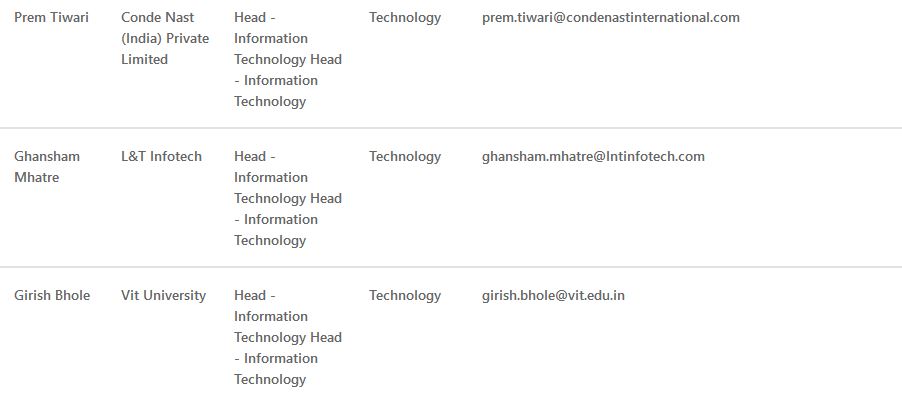 Prem Tiwari
Conde Nast
(India) Private
Limited
Head -
Information
Technology Head
- Information
Technology
Technology
prem.tiwari@condenastinternational.com
Ghansham
Mhatre
L&T Infotech
Head -
Information
Technology Head
- Information
Technology
Technology
ghansham.mhatre@lntinfotech.com
Girish Bhole
Vit University
Head -
Information
Technology Head
- Information
Technology
Technology
girish.bhole@vit.edu.in